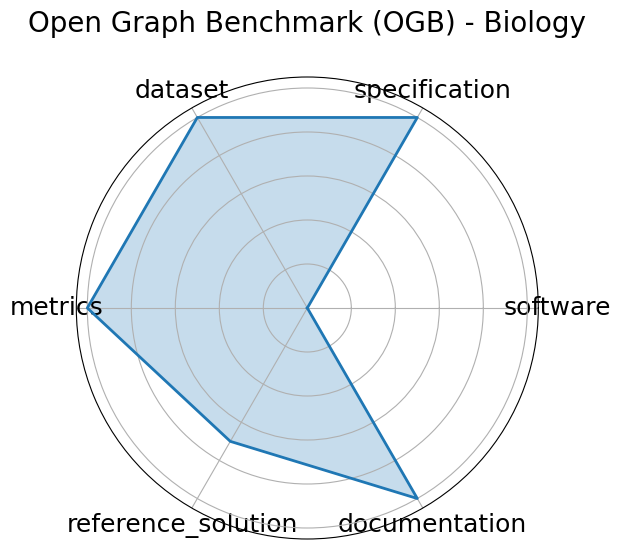 Open Graph Benchmark (OGB) - Biology
dataset
specification
metrics
software
reference_solution
documentation